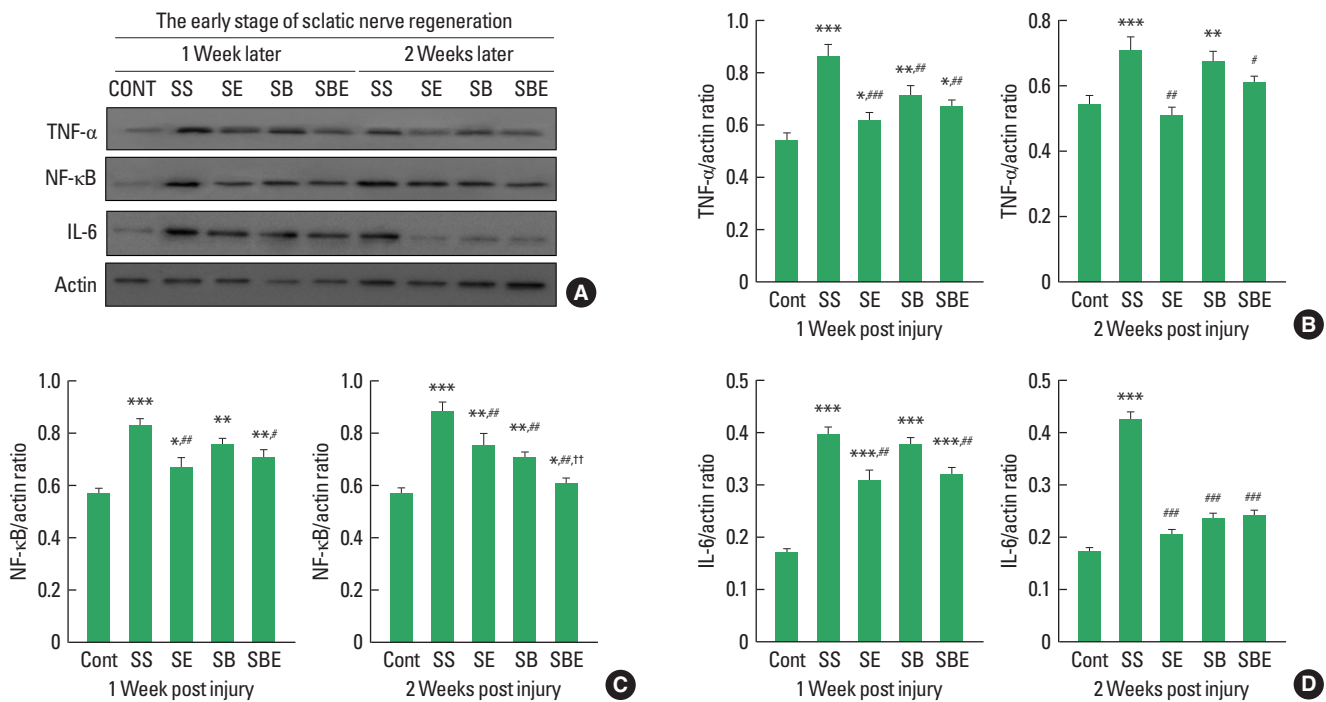 The early stage of sclatic nerve regeneration
1 Week later 2 Weeks later
CONT SS SE SB SBE SS SE SB SBE
TNF-α
NF-κB
IL-6
Actin
A
TNF-α/actin ratio
1.0
0.8
0.6
0.4
0.2
0
***
*,###
**,##
*,##
Cont SS SE SB SBE
1 Week post injury
TNF-α/actin ratio
0.8
0.6
0.4
0.2
0
***
##
**
#
Cont SS SE SB SBE
2 Weeks post injury
B
NF-κB/actin ratio
1.0
0.8
0.6
0.4
0.2
0
***
*,##
**
**,#
Cont SS SE SB SBE
1 Week post injury
NF-κB/actin ratio
1.0
0.8
0.6
0.4
0.2
0
***
**,##
**,##
*,##,††
Cont SS SE SB SBE
2 Weeks post injury
C
IL-6/actin ratio
0.5
0.4
0.3
0.2
0.1
0
***
***,##
***
***,##
Cont SS SE SB SBE
1 Week post injury
IL-6/actin ratio
0.5
0.4
0.3
0.2
0.1
0
***
###
###
###
Cont SS SE SB SBE
2 Weeks post injury
D